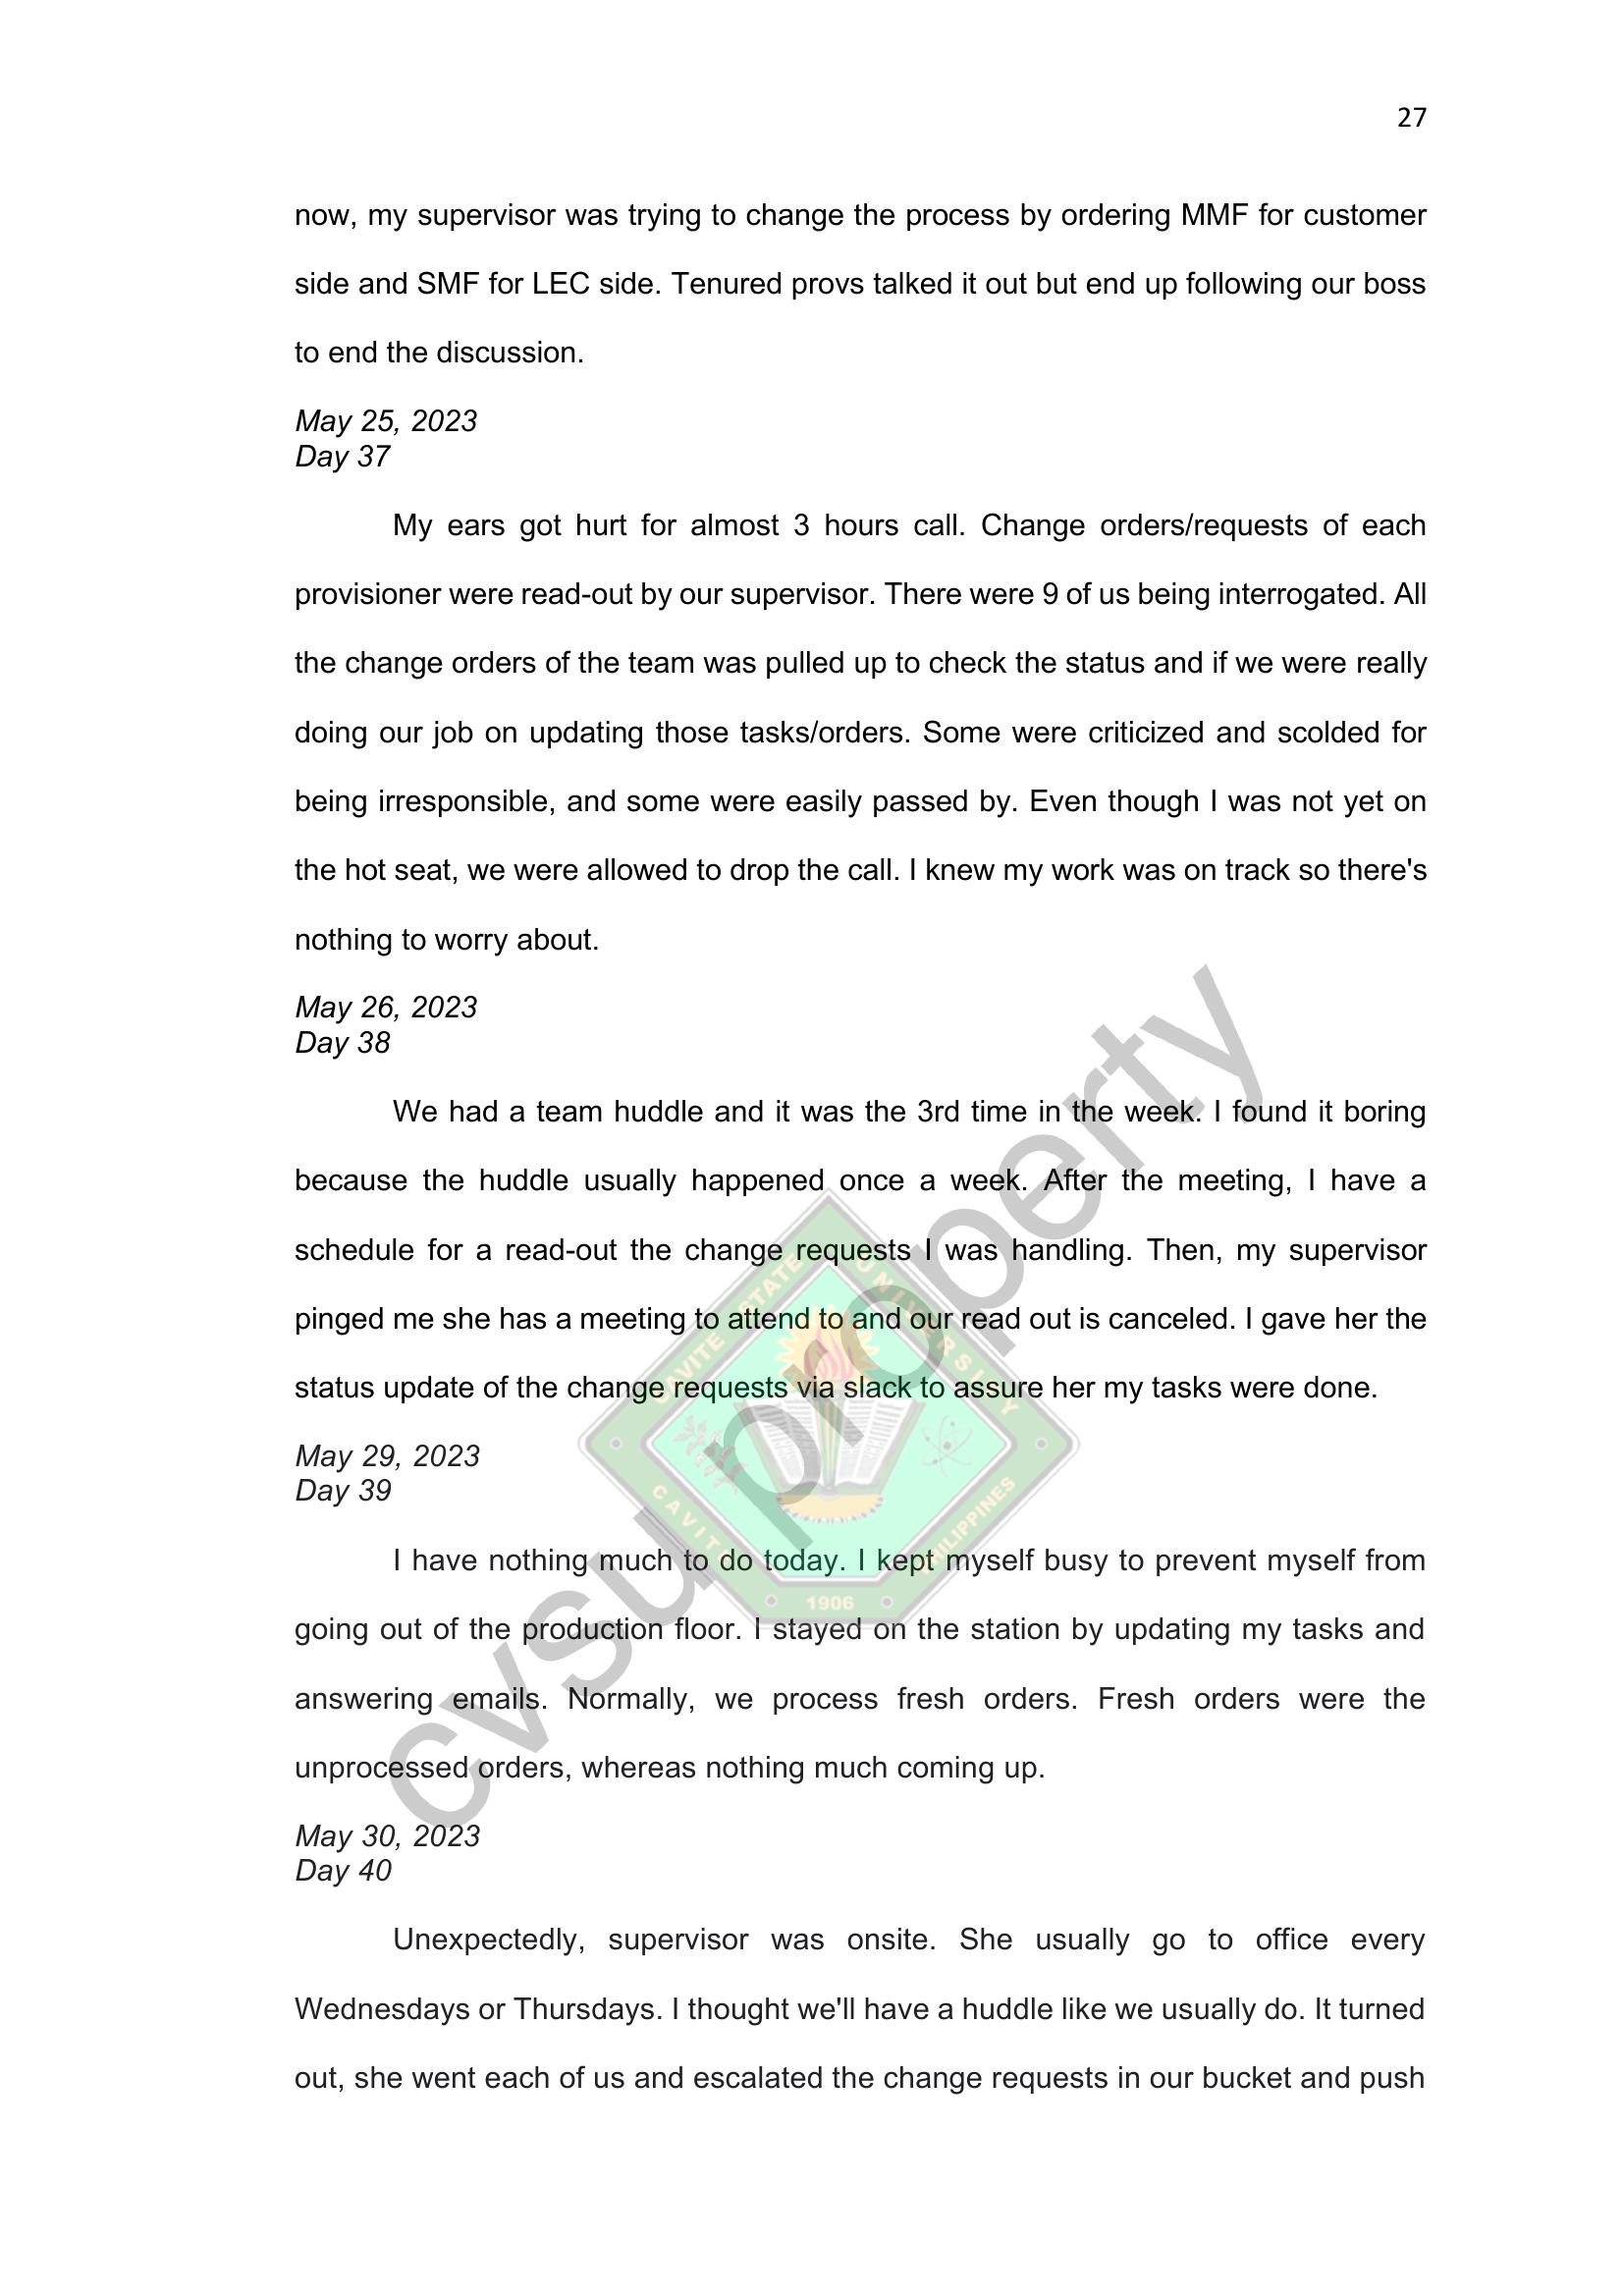 27
now, my supervisor was trying to change the process by ordering MMF for customer
side and SMF for LEC side. Tenured provs talked it out but end up following our boss
to end the discussion.
May 25, 2023
Day 37
My ears got hurt for almost 3 hours call. Change orders/requests of each
provisioner were read-out by our supervisor. There were 9 of us being interrogated. All
the change orders of the team was pulled up to check the status and if we were really
doing our job on updating those tasks/orders. Some were criticized and scolded for
being irresponsible, and some were easily passed by. Even though I was not yet on
the hot seat, we were allowed to drop the call. I knew my work was on track so there's
nothing to worry about.
May 26, 2023
Day 38
We had a team huddle and it was the 3rd time in the week. I found it boring
because the huddle usually happened once a week. After the meeting, I have a
schedule for a read-out the change requests I was handling. Then, my supervisor
pinged me she has a meeting to attend to and our read out is canceled. I gave her the
status update of the change requests via slack to assure her my tasks were done.
May 29, 2023
Day 39
I have nothing much to do today. I kept myself busy to prevent myself from
going out of the production floor. I stayed on the station by updating my tasks and
answering emails. Normally, we process fresh orders. Fresh orders were the
unprocessed orders, whereas nothing much coming up.
May 30, 2023
Day 40
Unexpectedly, supervisor was onsite. She usually go to office every
Wednesdays or Thursdays. I thought we'll have a huddle like we usually do. It turned
out, she went each of us and escalated the change requests in our bucket and push
cvsu property
CAVITE STATE UNIVERSITY
CAVITE
PHILIPPINES
1906